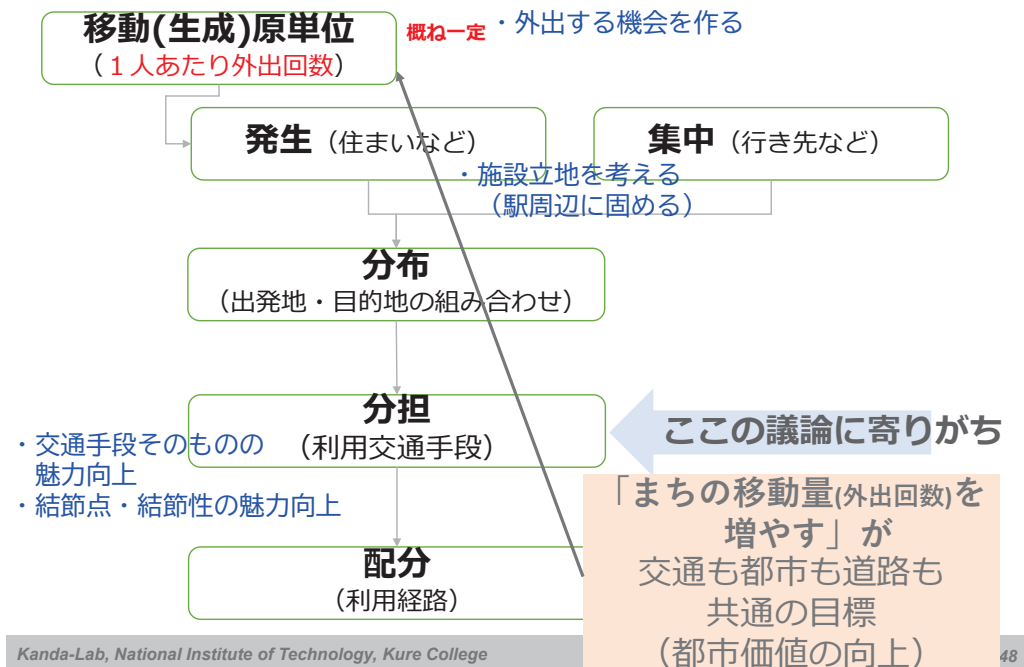 移動(生成)原単位
（１人あたり外出回数）
概ね一定
・外出する機会を作る
発生（住まいなど）
集中（行き先など）
・施設立地を考える
（駅周辺に固める）
分布
（出発地・目的地の組み合わせ）
分担
（利用交通手段）
ここの議論に寄りがち
・交通手段そのものの
魅力向上
・結節点・結節性の魅力向上
「まちの移動量(外出回数)を
増やす」が
交通も都市も道路も
共通の目標
（都市価値の向上）
配分
（利用経路）
Kanda-Lab, National Institute of Technology, Kure College
48